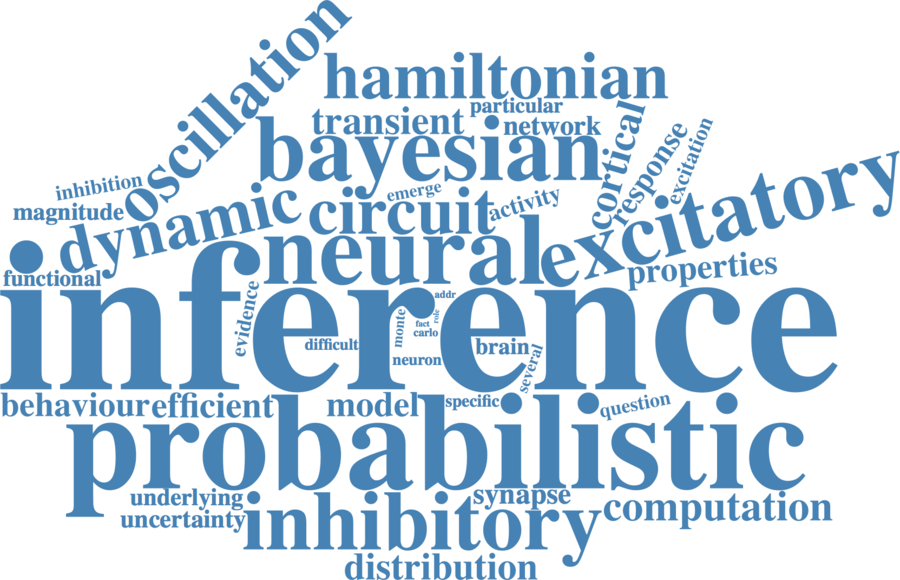 oscillation
hamiltonian
particular
transient
network
bayesian
cortical
response
excitation
inhibition
magnitude
emerge
dynamic
circuit
activity
excitatory
neural
functional
properties
inference
evidence
addr
role
monte
fact
carlo
difficult
neuron
brain
several
behaviour
efficient
model
specific
question
probabilistic
underlying
synapse
uncertainty
inhibitory
computation
distribution